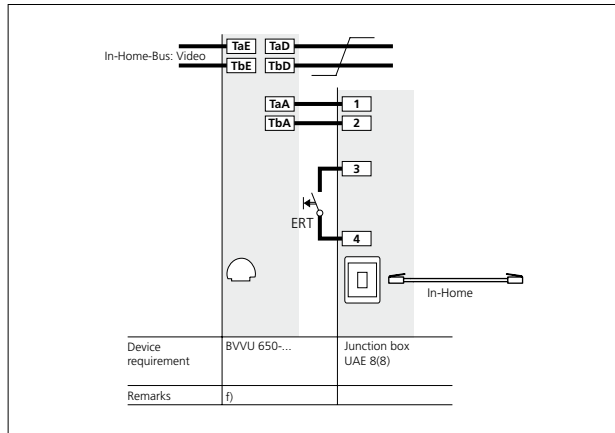 In-Home-Bus: Video
TaE TaD
TbE TbD
TaA 1
TbA 2
3
ERT
4
In-Home
Device requirement BVVU 650-... Junction box UAE 8(8)
Remarks f)